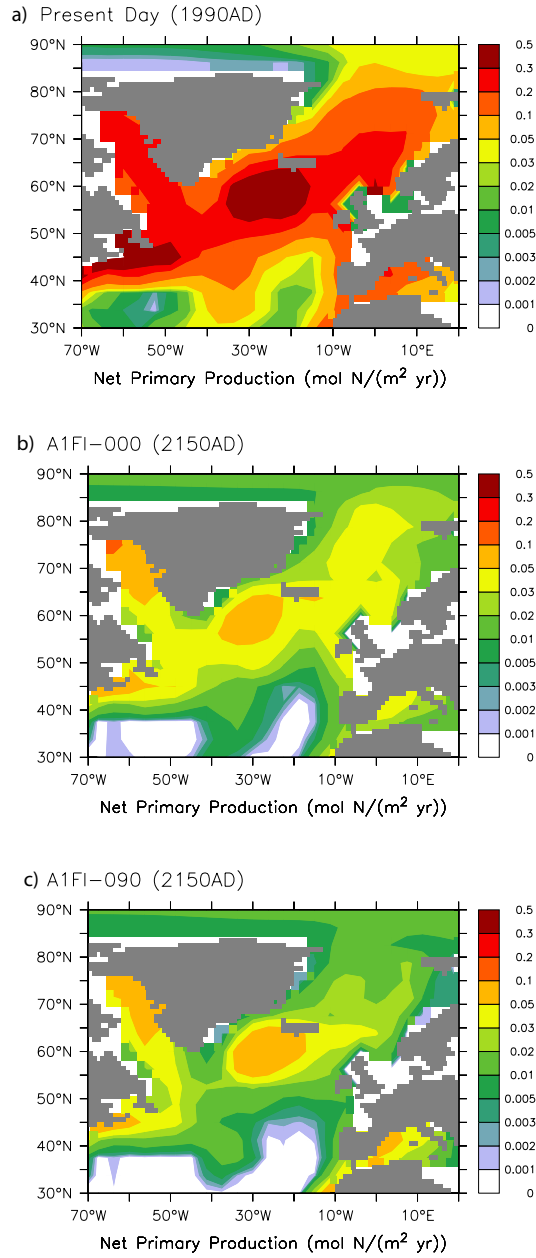 a) Present Day (1990AD)
90°N
80°N
70°N
60°N
50°N
40°N
30°N
70°W 50°W 30°W 10°W 10°E
0.5
0.3
0.2
0.1
0.05
0.03
0.02
0.01
0.005
0.003
0.002
0.001
0
Net Primary Production (mol N/(m² yr))
b) A1FI-000 (2150AD)
90°N
80°N
70°N
60°N
50°N
40°N
30°N
70°W 50°W 30°W 10°W 10°E
0.5
0.3
0.2
0.1
0.05
0.03
0.02
0.01
0.005
0.003
0.002
0.001
0
Net Primary Production (mol N/(m² yr))
c) A1FI-090 (2150AD)
90°N
80°N
70°N
60°N
50°N
40°N
30°N
70°W 50°W 30°W 10°W 10°E
0.5
0.3
0.2
0.1
0.05
0.03
0.02
0.01
0.005
0.003
0.002
0.001
0
Net Primary Production (mol N/(m² yr))